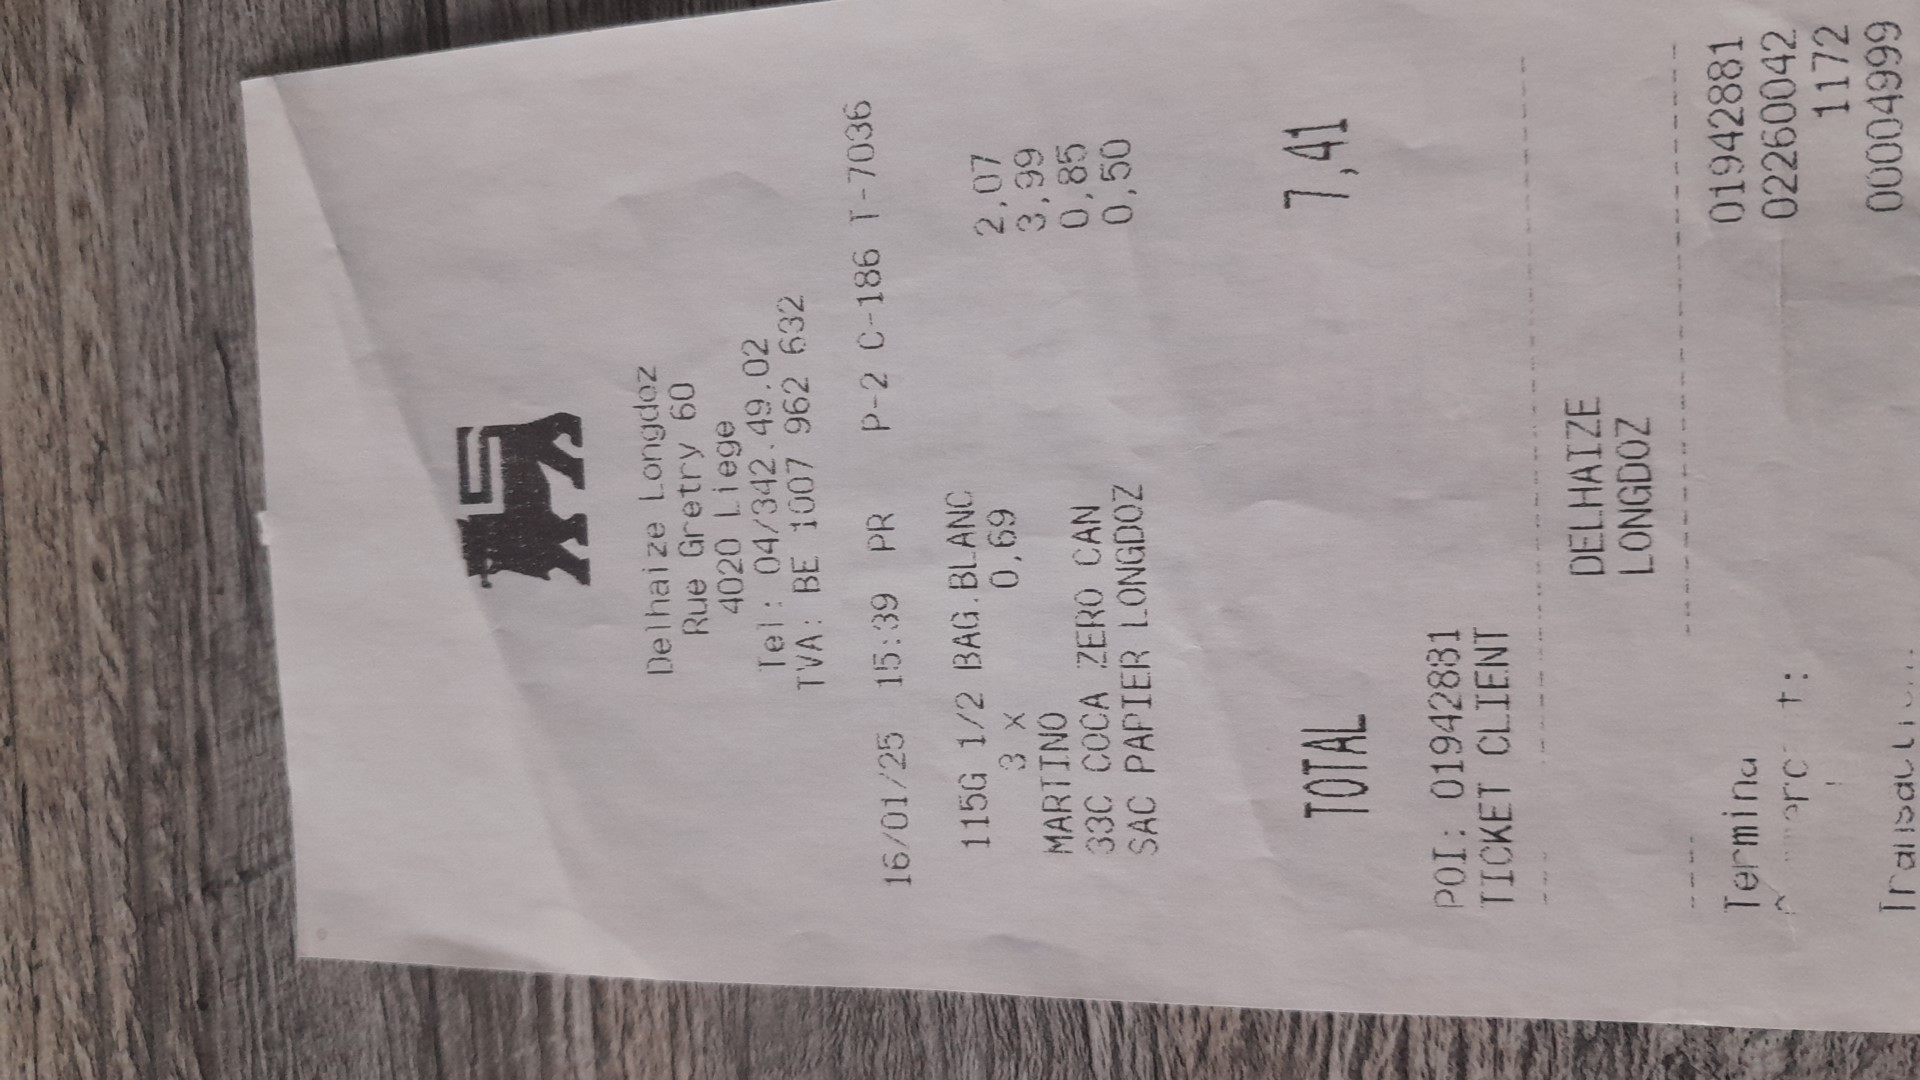 Delhaize Longdoz
Rue Gretry 60
4020 Liege
Tel: 04/342.49.02
TVA: BE 1007 962 632
16/01/25 15:39 PR P-2 C-186 T-7036
115G 1/2 BAG.BLANC
3 x 0,69 2,07
MARTINO 3,99
33C COCA ZERO CAN 0,85
SAC PAPIER LONGDOZ 0,50
TOTAL 7,41
POI: 01942881
TICKET CLIENT
DELHAIZE
LONGDOZ
01942881
02260042
1172
00004999